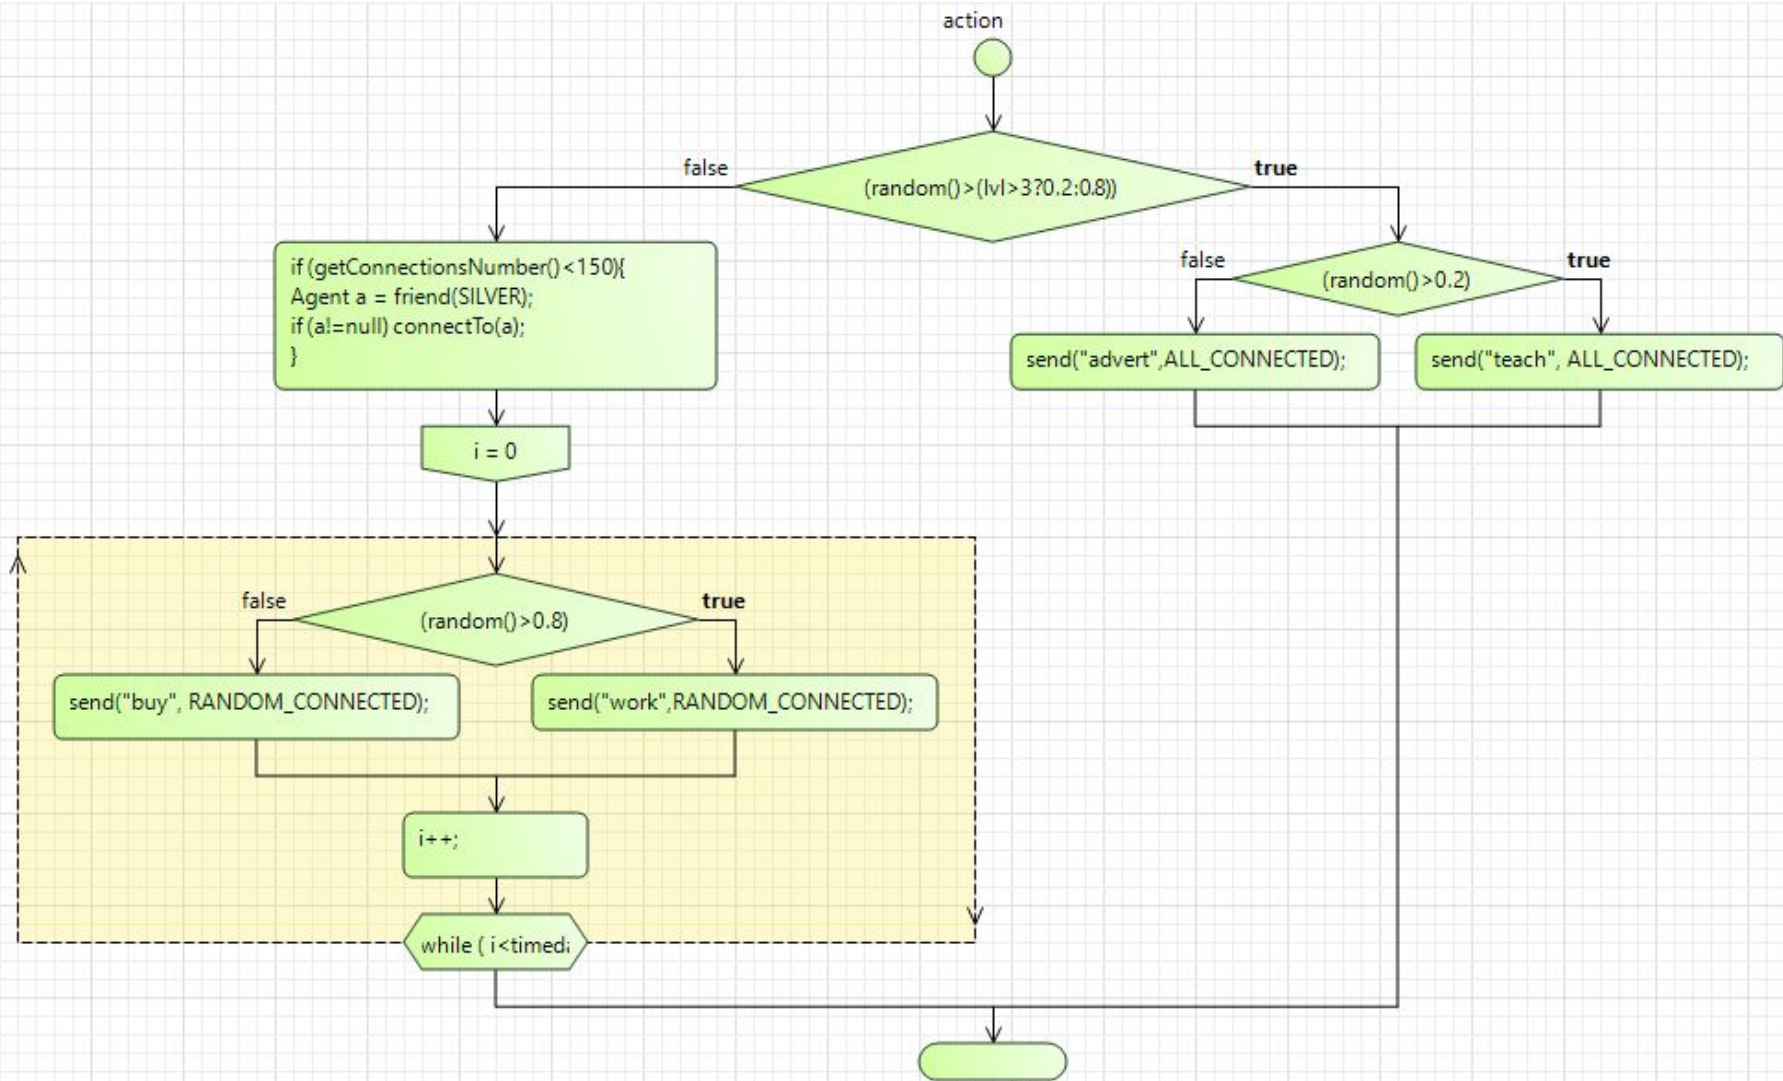 action
false
(random()>(lvl>3?0.2:0.8))
true
if (getConnectionsNumber()<150){
Agent a = friend(SILVER);
if (a!=null) connectTo(a);
}
false
(random()>0.2)
true
send("advert",ALL_CONNECTED);
send("teach", ALL_CONNECTED);
i = 0
false
(random()>0.8)
true
send("buy", RANDOM_CONNECTED);
send("work",RANDOM_CONNECTED);
i++;
while ( i<timed